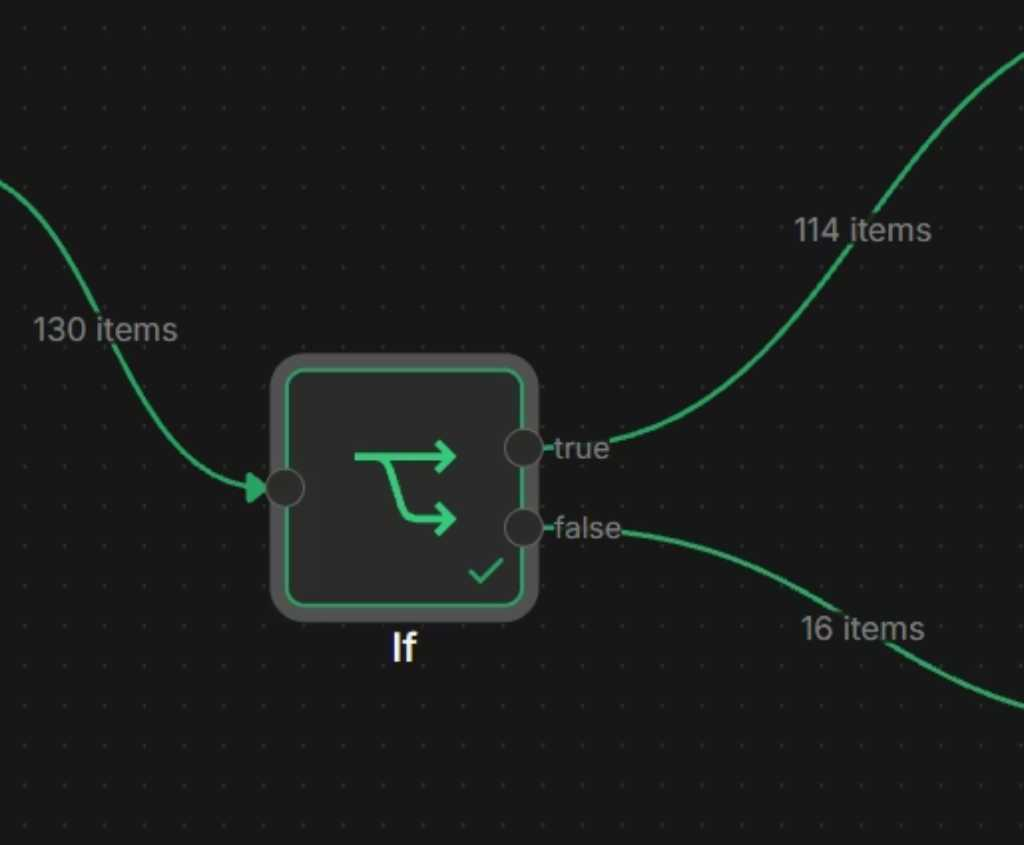 114 items
130 items
true
false
16 items
If